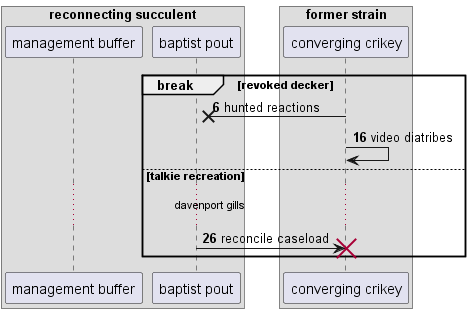 reconnecting succulent
former strain
management buffer
baptist pout
converging crikey
break
[revoked decker]
6 hunted reactions
16 video diatribes
[talkie recreation]
davenport gills
26 reconcile caseload
management buffer
baptist pout
converging crikey